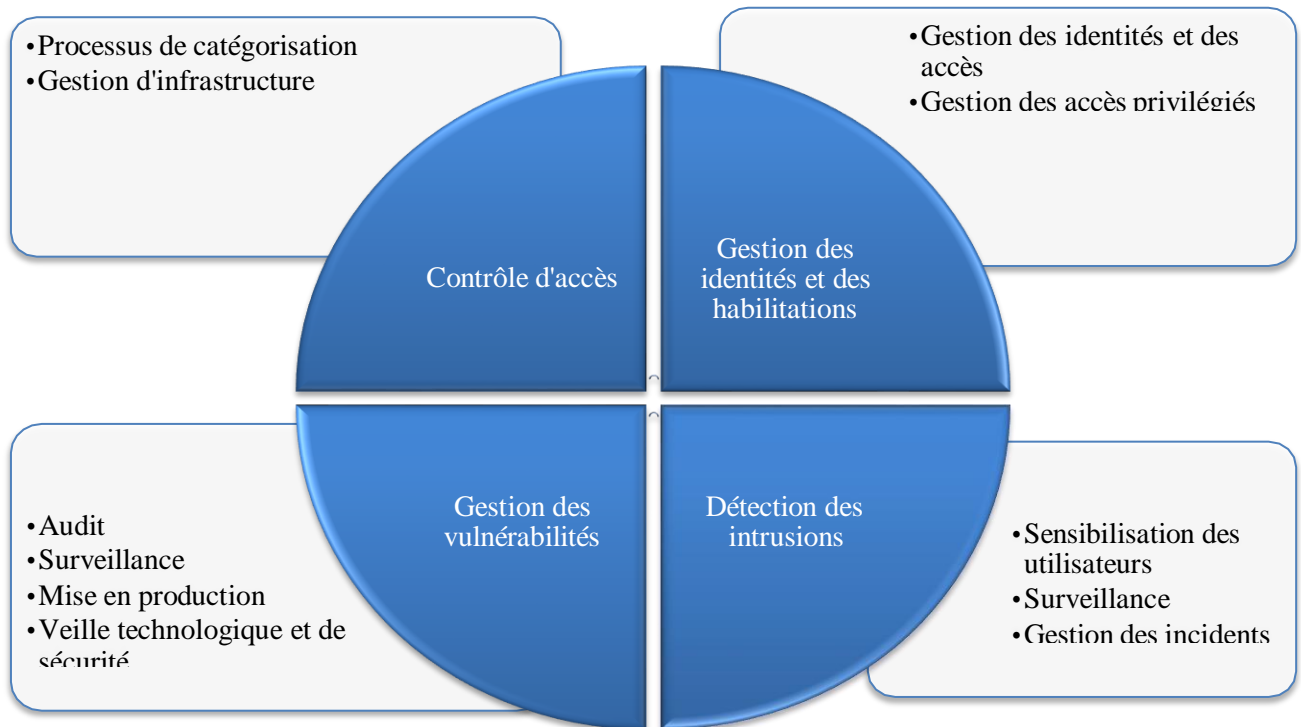 •Processus de catégorisation
•Gestion d'infrastructure
•Gestion des identités et des
accès
•Gestion des accès privilégiés
Contrôle d'accès
Gestion des
identités et des
habilitations
Gestion des
vulnérabilités
Détection des
intrusions
•Audit
•Surveillance
•Mise en production
•Veille technologique et de
sécurité
•Sensibilisation des
utilisateurs
•Surveillance
•Gestion des incidents